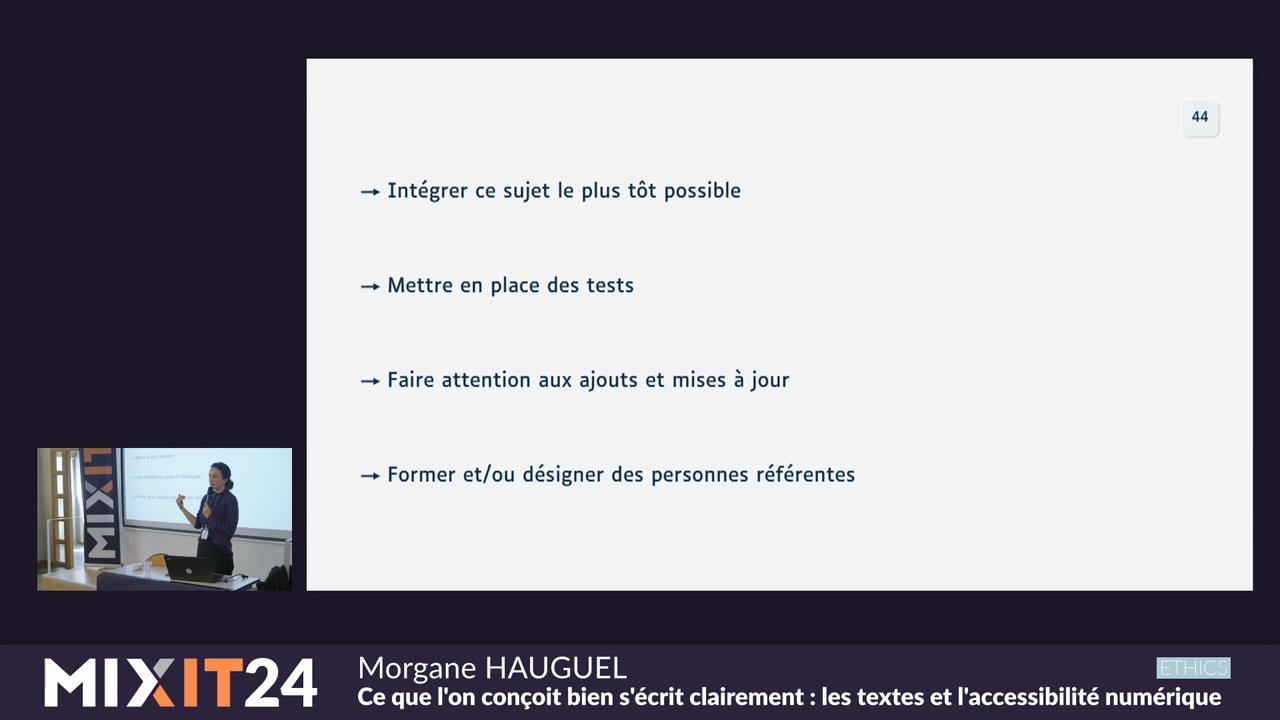 44
→ Intégrer ce sujet le plus tôt possible
→ Mettre en place des tests
→ Faire attention aux ajouts et mises à jour
→ Former et/ou désigner des personnes référentes
MIXIT
MIXIT24
Morgane HAUGUEL
ETHICS
Ce que l'on conçoit bien s'écrit clairement : les textes et l'accessibilité numérique